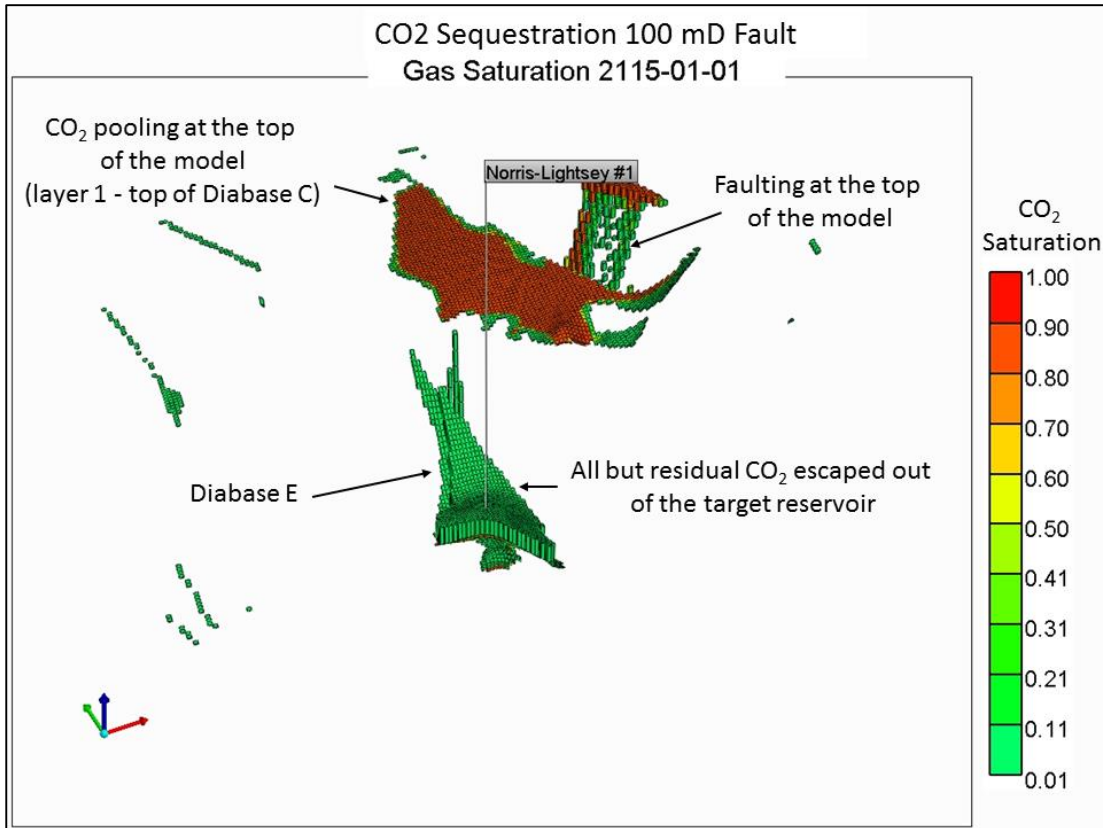 CO2 Sequestration 100 mD Fault
Gas Saturation 2115-01-01
CO₂ pooling at the top
of the model
(layer 1 - top of Diabase C)
Norris-Lightsey #1
Faulting at the top
of the model
Diabase E
All but residual CO₂ escaped out
of the target reservoir
CO₂
Saturation
1.00
0.90
0.80
0.70
0.60
0.50
0.41
0.31
0.21
0.11
0.01